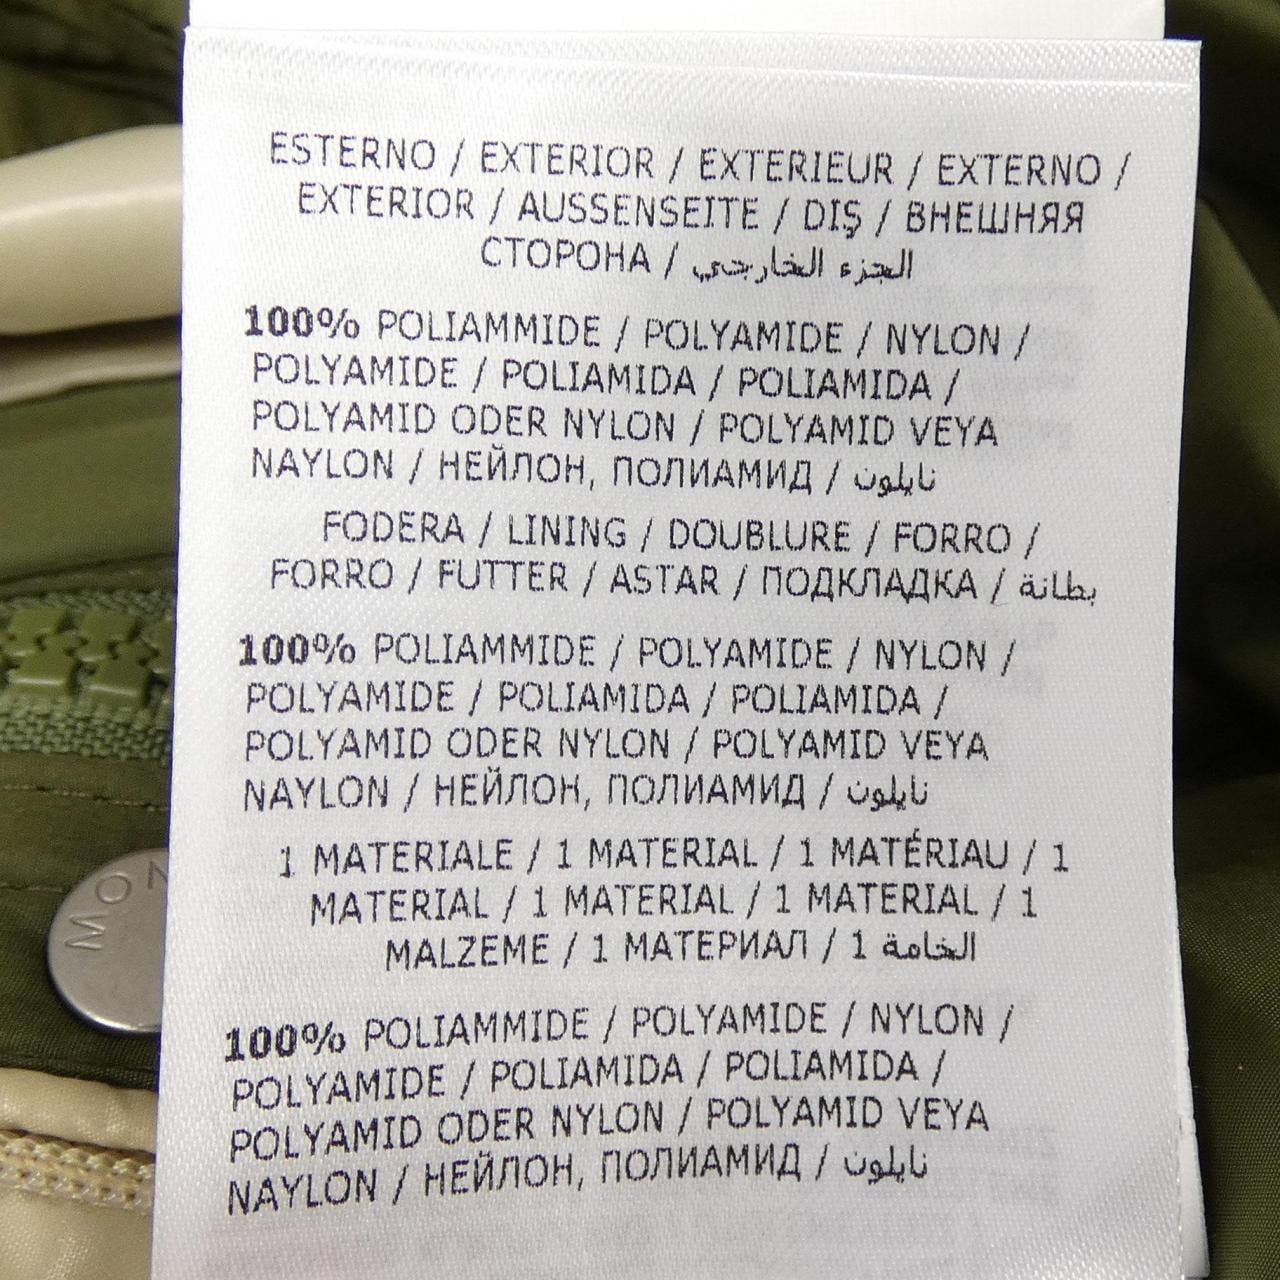 ESTERNO / EXTERIOR / EXTERIEUR / EXTERNO /
EXTERIOR / AUSSENSEITE / DIŞ / ВНЕШНЯЯ
СТОРОНА / الجزء الخارجي
100% POLIAMMIDE / POLYAMIDE / NYLON /
POLYAMIDE / POLIAMIDA / POLIAMIDA /
POLYAMID ODER NYLON / POLYAMID VEYA
NAYLON / НЕЙЛОН, ПОЛИАМИД / نايلون
FODERA / LINING / DOUBLURE / FORRO /
FORRO / FUTTER / ASTAR / ПОДКЛАДКА / بطانة
100% POLIAMMIDE / POLYAMIDE / NYLON /
POLYAMIDE / POLIAMIDA / POLIAMIDA /
POLYAMID ODER NYLON / POLYAMID VEYA
NAYLON / НЕЙЛОН, ПОЛИАМИД / نايلون
1 MATERIALE / 1 MATERIAL / 1 MATÉRIAU / 1
MATERIAL / 1 MATERIAL / 1 MATERIAL / 1
MALZEME / 1 МАТЕРИАЛ / 1 الخامة
100% POLIAMMIDE / POLYAMIDE / NYLON /
POLYAMIDE / POLIAMIDA / POLIAMIDA /
POLYAMID ODER NYLON / POLYAMID VEYA
NAYLON / НЕЙЛОН, ПОЛИАМИД / نايلون
MON